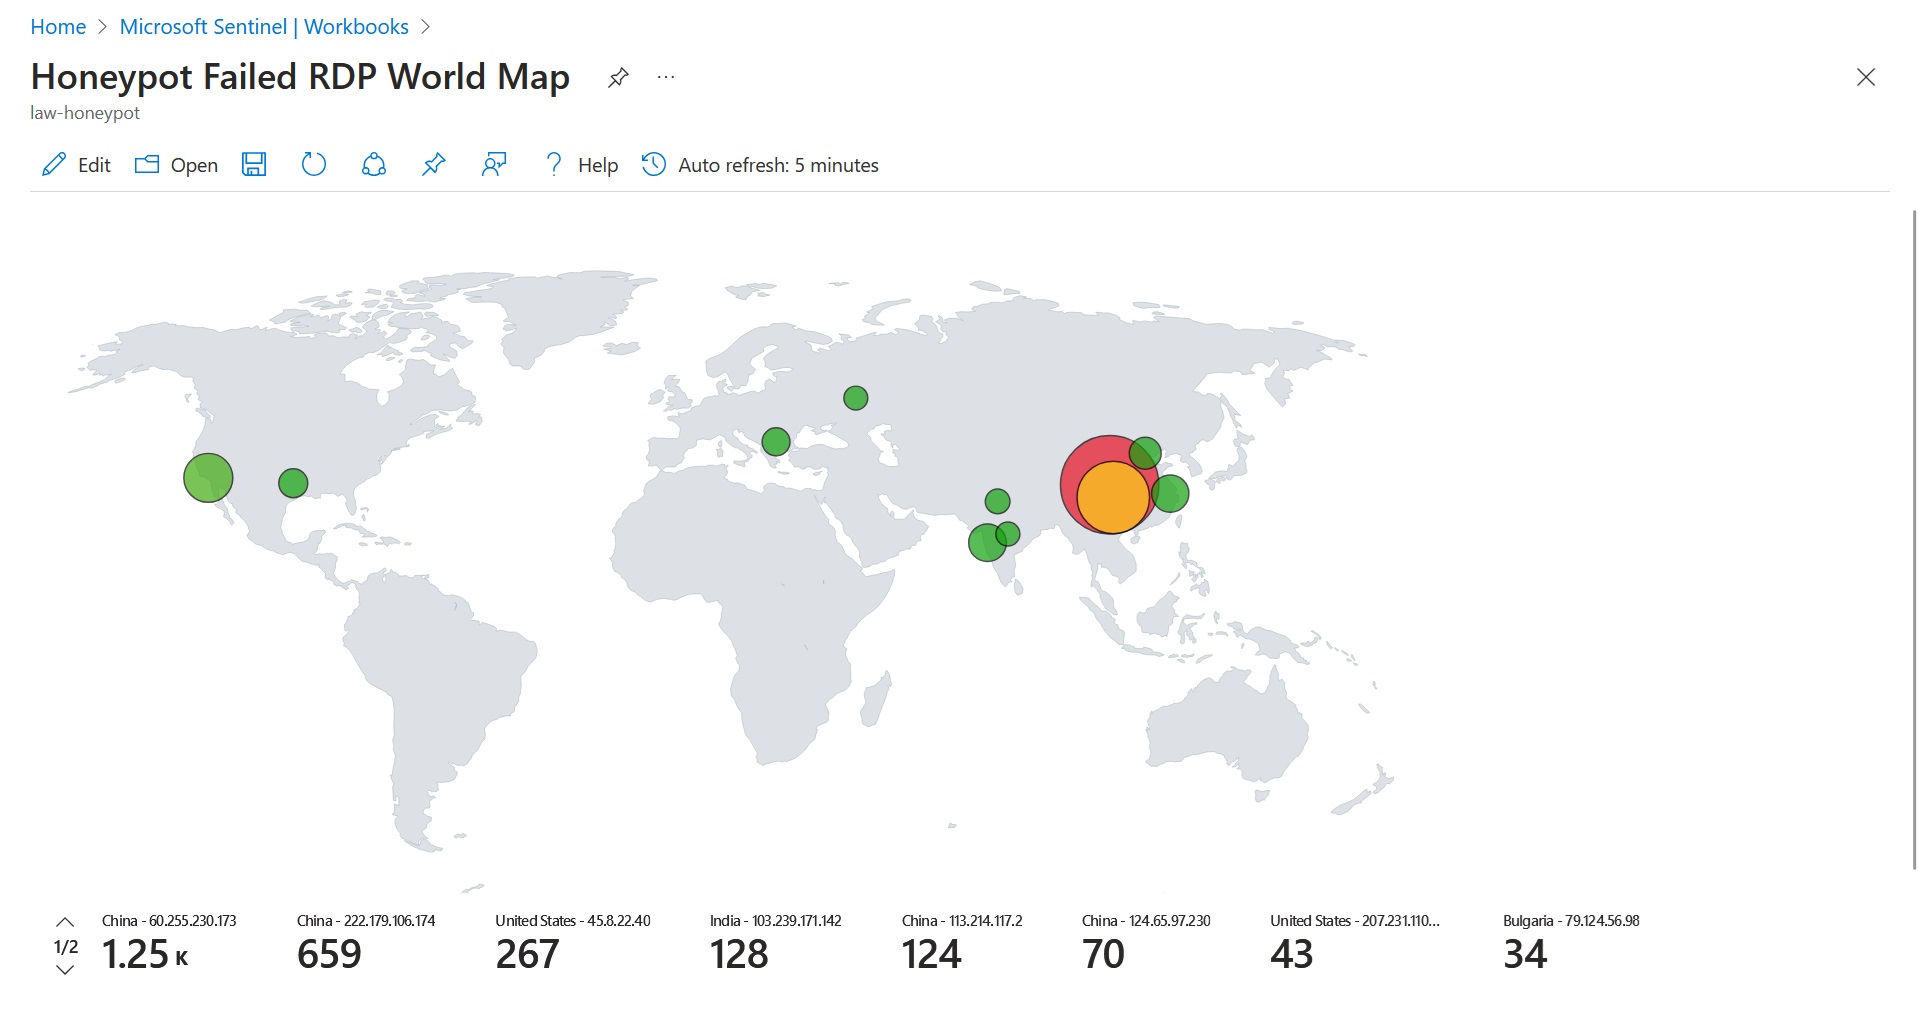 Home > Microsoft Sentinel | Workbooks >
Honeypot Failed RDP World Map ...
law-honeypot
Edit Open ? Help Auto refresh: 5 minutes
China - 60.255.230.173 China - 222.179.106.174 United States - 45.8.22.40 India - 103.239.171.142 China - 113.214.117.2 China - 124.65.97.230 United States - 207.231.110... Bulgaria - 79.124.56.98
1/2 1.25 K 659 267 128 124 70 43 34